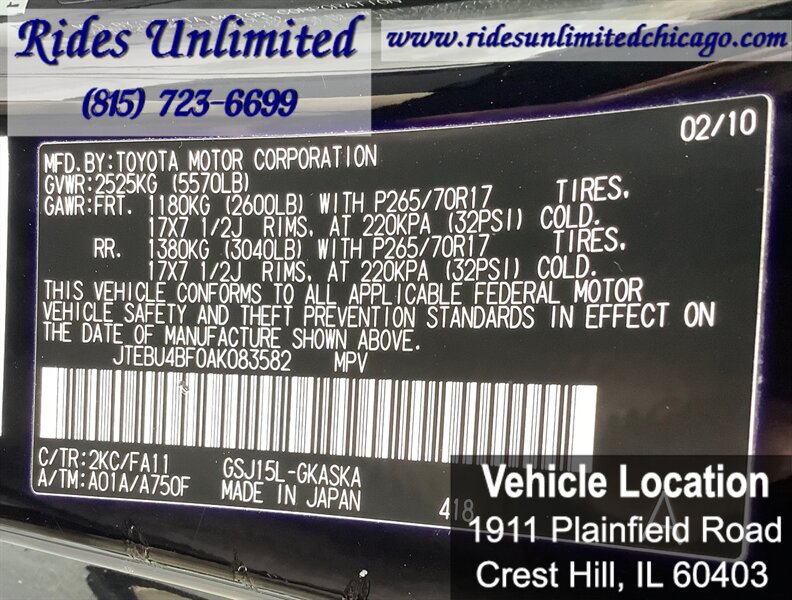 Rides Unlimited
www.ridesunlimitedchicago.com
(815) 723-6699
02/10
MFD.BY:TOYOTA MOTOR CORPORATION
GVWR:2525KG (5570LB)
GAWR:FRT. 1180KG (2600LB) WITH P265/70R17 TIRES,
17X7 1/2J RIMS, AT 220KPA (32PSI) COLD.
RR. 1380KG (3040LB) WITH P265/70R17 TIRES,
17X7 1/2J RIMS, AT 220KPA (32PSI) COLD.
THIS VEHICLE CONFORMS TO ALL APPLICABLE FEDERAL MOTOR
VEHICLE SAFETY AND THEFT PREVENTION STANDARDS IN EFFECT ON
THE DATE OF MANUFACTURE SHOWN ABOVE.
JTEBU4BF0AK083582 MPV
C/TR:2KC/FA11 GSJ15L-GKASKA
A/TM:A01A/A750F MADE IN JAPAN
418
Vehicle Location
1911 Plainfield Road
Crest Hill, IL 60403